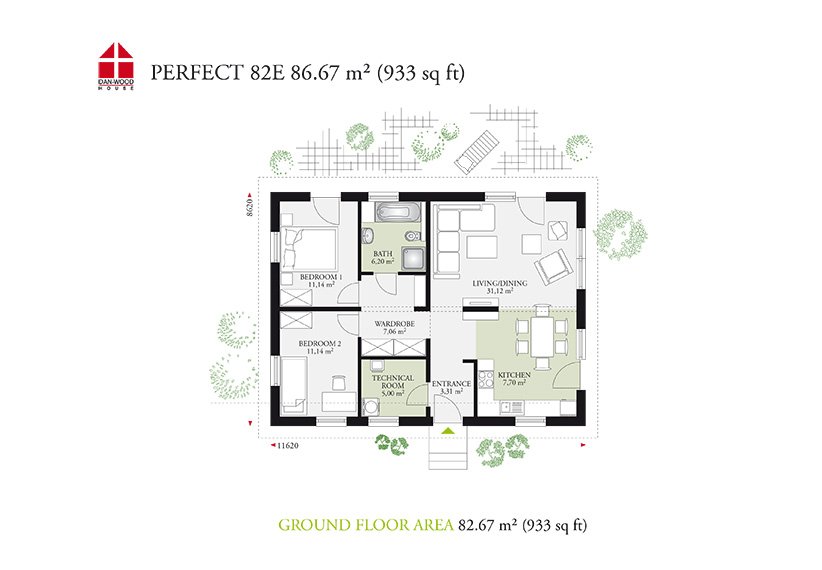 DAN-WOOD
HOUSE
PERFECT 82E 86.67 m² (933 sq ft)
8620
BATH
6,20 m²
BEDROOM 1
11,14 m²
LIVING/DINING
31,12 m²
WARDROBE
7,06 m²
BEDROOM 2
11,14 m²
TECHNICAL
ROOM
5,00 m²
ENTRANCE
3,31 m²
KITCHEN
7,70 m²
11620
GROUND FLOOR AREA 82.67 m² (933 sq ft)